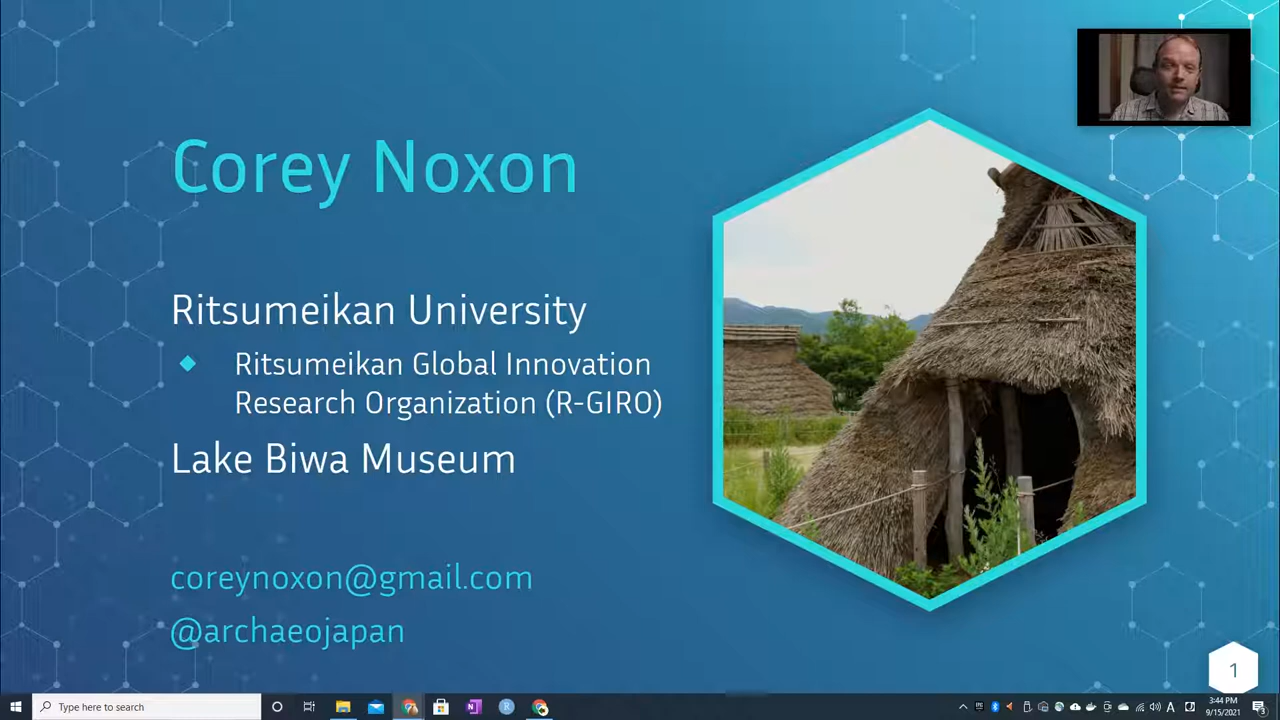 Corey Noxon
Ritsumeikan University
Ritsumeikan Global Innovation
Research Organization (R-GIRO)
Lake Biwa Museum
coreynoxon@gmail.com
@archaeojapan
1
Type here to search
A
3:44 PM
9/15/2021
3